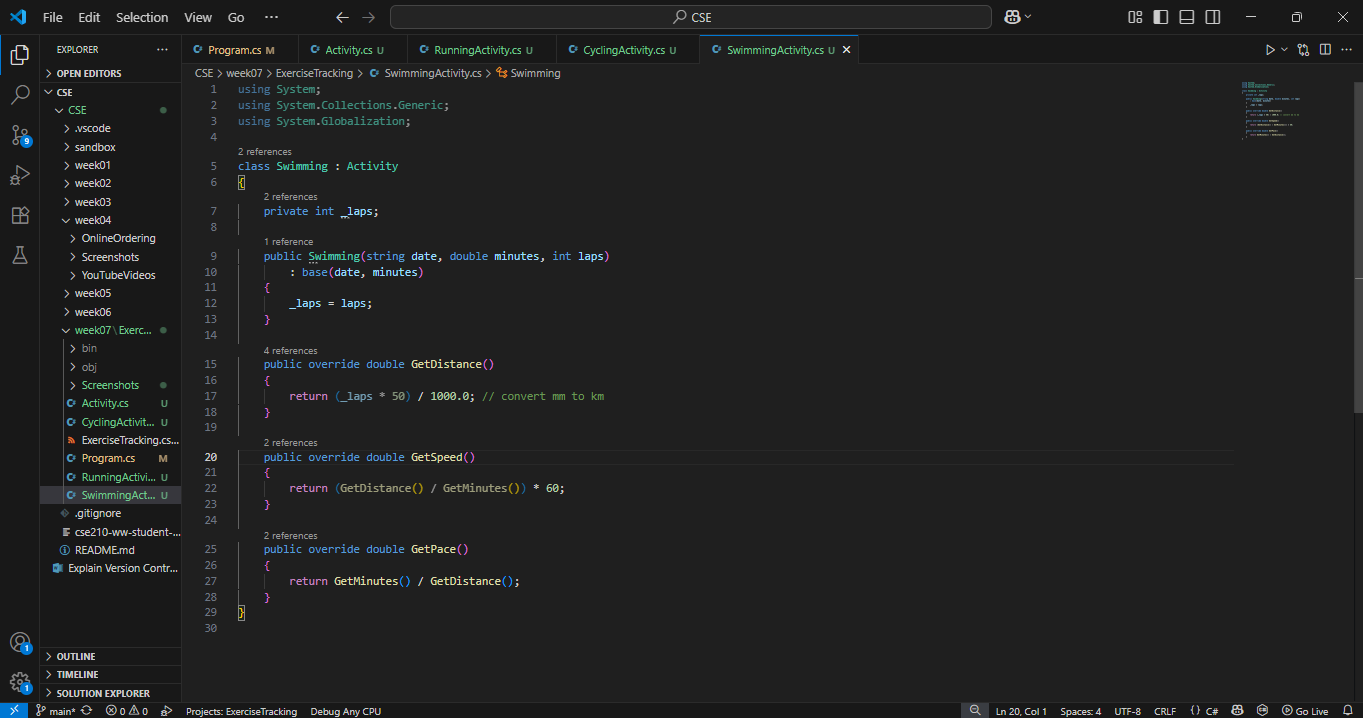 File Edit Selection View Go ··· CSE
EXPLORER ···
OPEN EDITORS
CSE
CSE
.vscode
sandbox
week01
week02
week03
week04
OnlineOrdering
Screenshots
YouTubeVideos
week05
week06
week07\Exerc...
bin
obj
Screenshots
Activity.cs U
CyclingActivit... U
ExerciseTracking.cs...
Program.cs M
RunningActivi... U
SwimmingAct... U
.gitignore
cse210-ww-student-...
README.md
Explain Version Contr...
OUTLINE
TIMELINE
SOLUTION EXPLORER
9
1
1
Program.cs M Activity.cs U RunningActivity.cs U CyclingActivity.cs U SwimmingActivity.cs U
CSE > week07 > ExerciseTracking > SwimmingActivity.cs > Swimming
1 using System;
2 using System.Collections.Generic;
3 using System.Globalization;
4
2 references
5 class Swimming : Activity
6 {
2 references
7 private int _laps;
8
1 reference
9 public Swimming(string date, double minutes, int laps)
10 : base(date, minutes)
11 {
12 _laps = laps;
13 }
14
4 references
15 public override double GetDistance()
16 {
17 return (_laps * 50) / 1000.0; // convert mm to km
18 }
19
2 references
20 public override double GetSpeed()
21 {
22 return (GetDistance() / GetMinutes()) * 60;
23 }
24
2 references
25 public override double GetPace()
26 {
27 return GetMinutes() / GetDistance();
28 }
29 }
30
main* 0 0 Projects: ExerciseTracking Debug Any CPU Ln 20, Col 1 Spaces: 4 UTF-8 CRLF {} C# Go Live